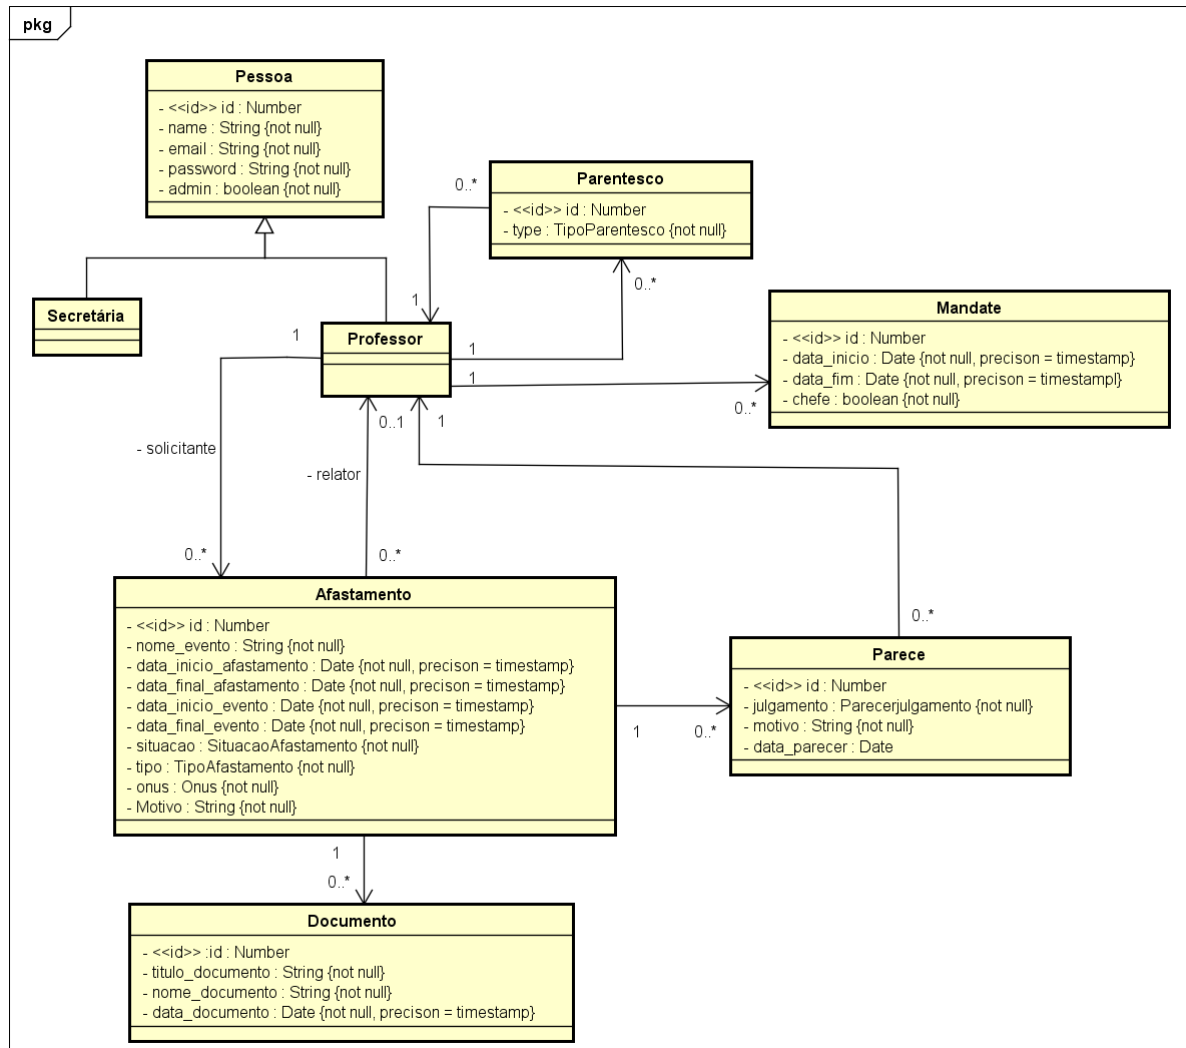 pkg
Pessoa
- <<id>> id : Number
- name : String {not null}
- email : String {not null}
- password : String {not null}
- admin : boolean {not null}
Parentesco
- <<id>> id : Number
- type : TipoParentesco {not null}
0..*
0..*
1
Secretária
Professor
1
1
1
Mandate
- <<id>> id : Number
- data_inicio : Date {not null, precison = timestamp}
- data_fim : Date {not null, precison = timestampl}
- chefe : boolean {not null}
0..*
0..1
1
- solicitante
- relator
0..*
0..*
Afastamento
- <<id>> id : Number
- nome_evento : String {not null}
- data_inicio_afastamento : Date {not null, precison = timestamp}
- data_final_afastamento : Date {not null, precison = timestamp}
- data_inicio_evento : Date {not null, precison = timestamp}
- data_final_evento : Date {not null, precison = timestamp}
- situacao : SituacaoAfastamento {not null}
- tipo : TipoAfastamento {not null}
- onus : Onus {not null}
- Motivo : String {not null}
0..*
Parece
- <<id>> id : Number
- julgamento : Parecerjulgamento {not null}
- motivo : String {not null}
- data_parecer : Date
1
0..*
1
0..*
Documento
- <<id>> :id : Number
- titulo_documento : String {not null}
- nome_documento : String {not null}
- data_documento : Date {not null, precison = timestamp}